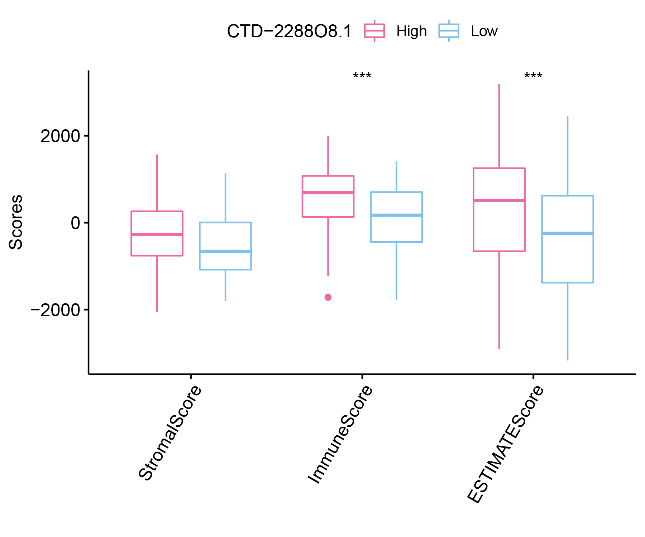 CTD−2288O8.1 High Low
*** ***
2000
0
−2000
Scores
StromalScore
ImmuneScore
ESTIMATEScore